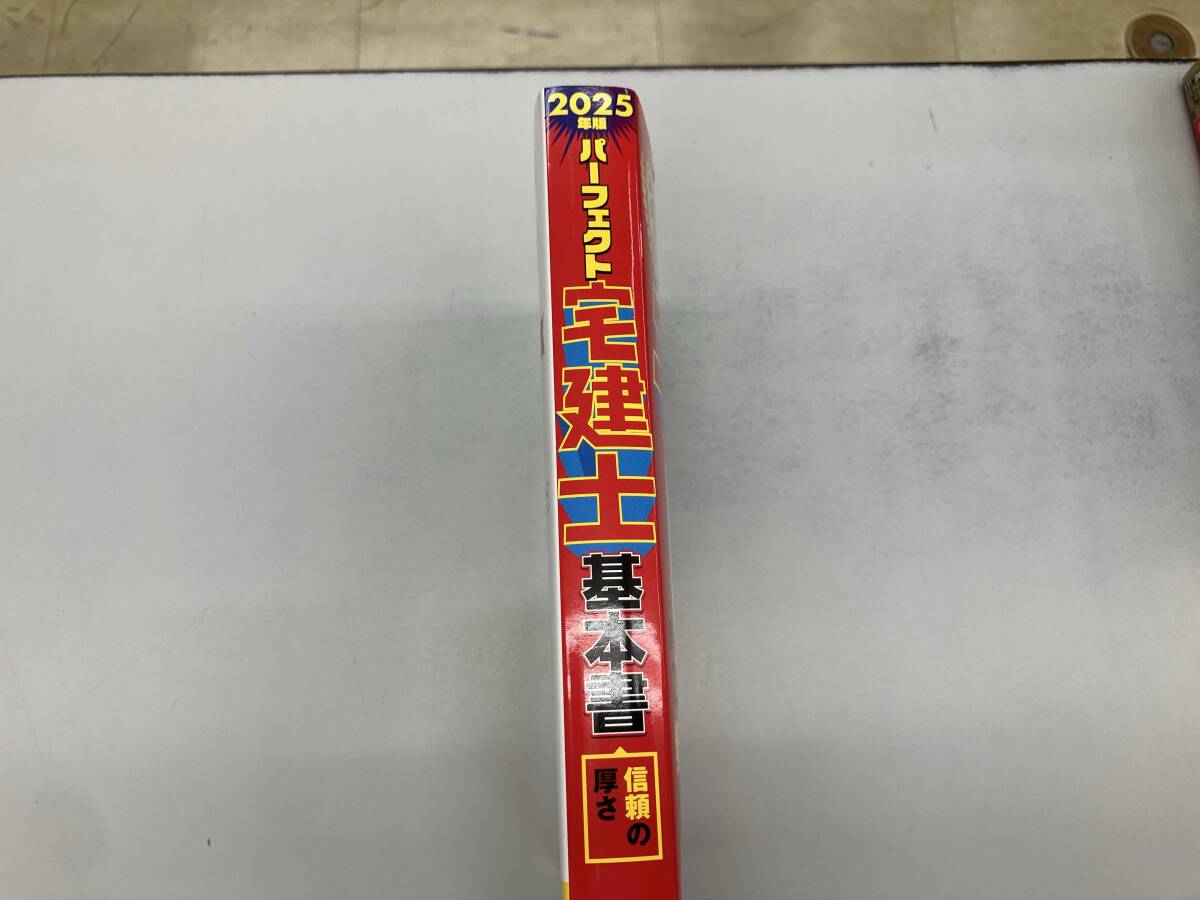 2025
年版
パーフェクト
宅建士
基本書
信頼の
厚さ